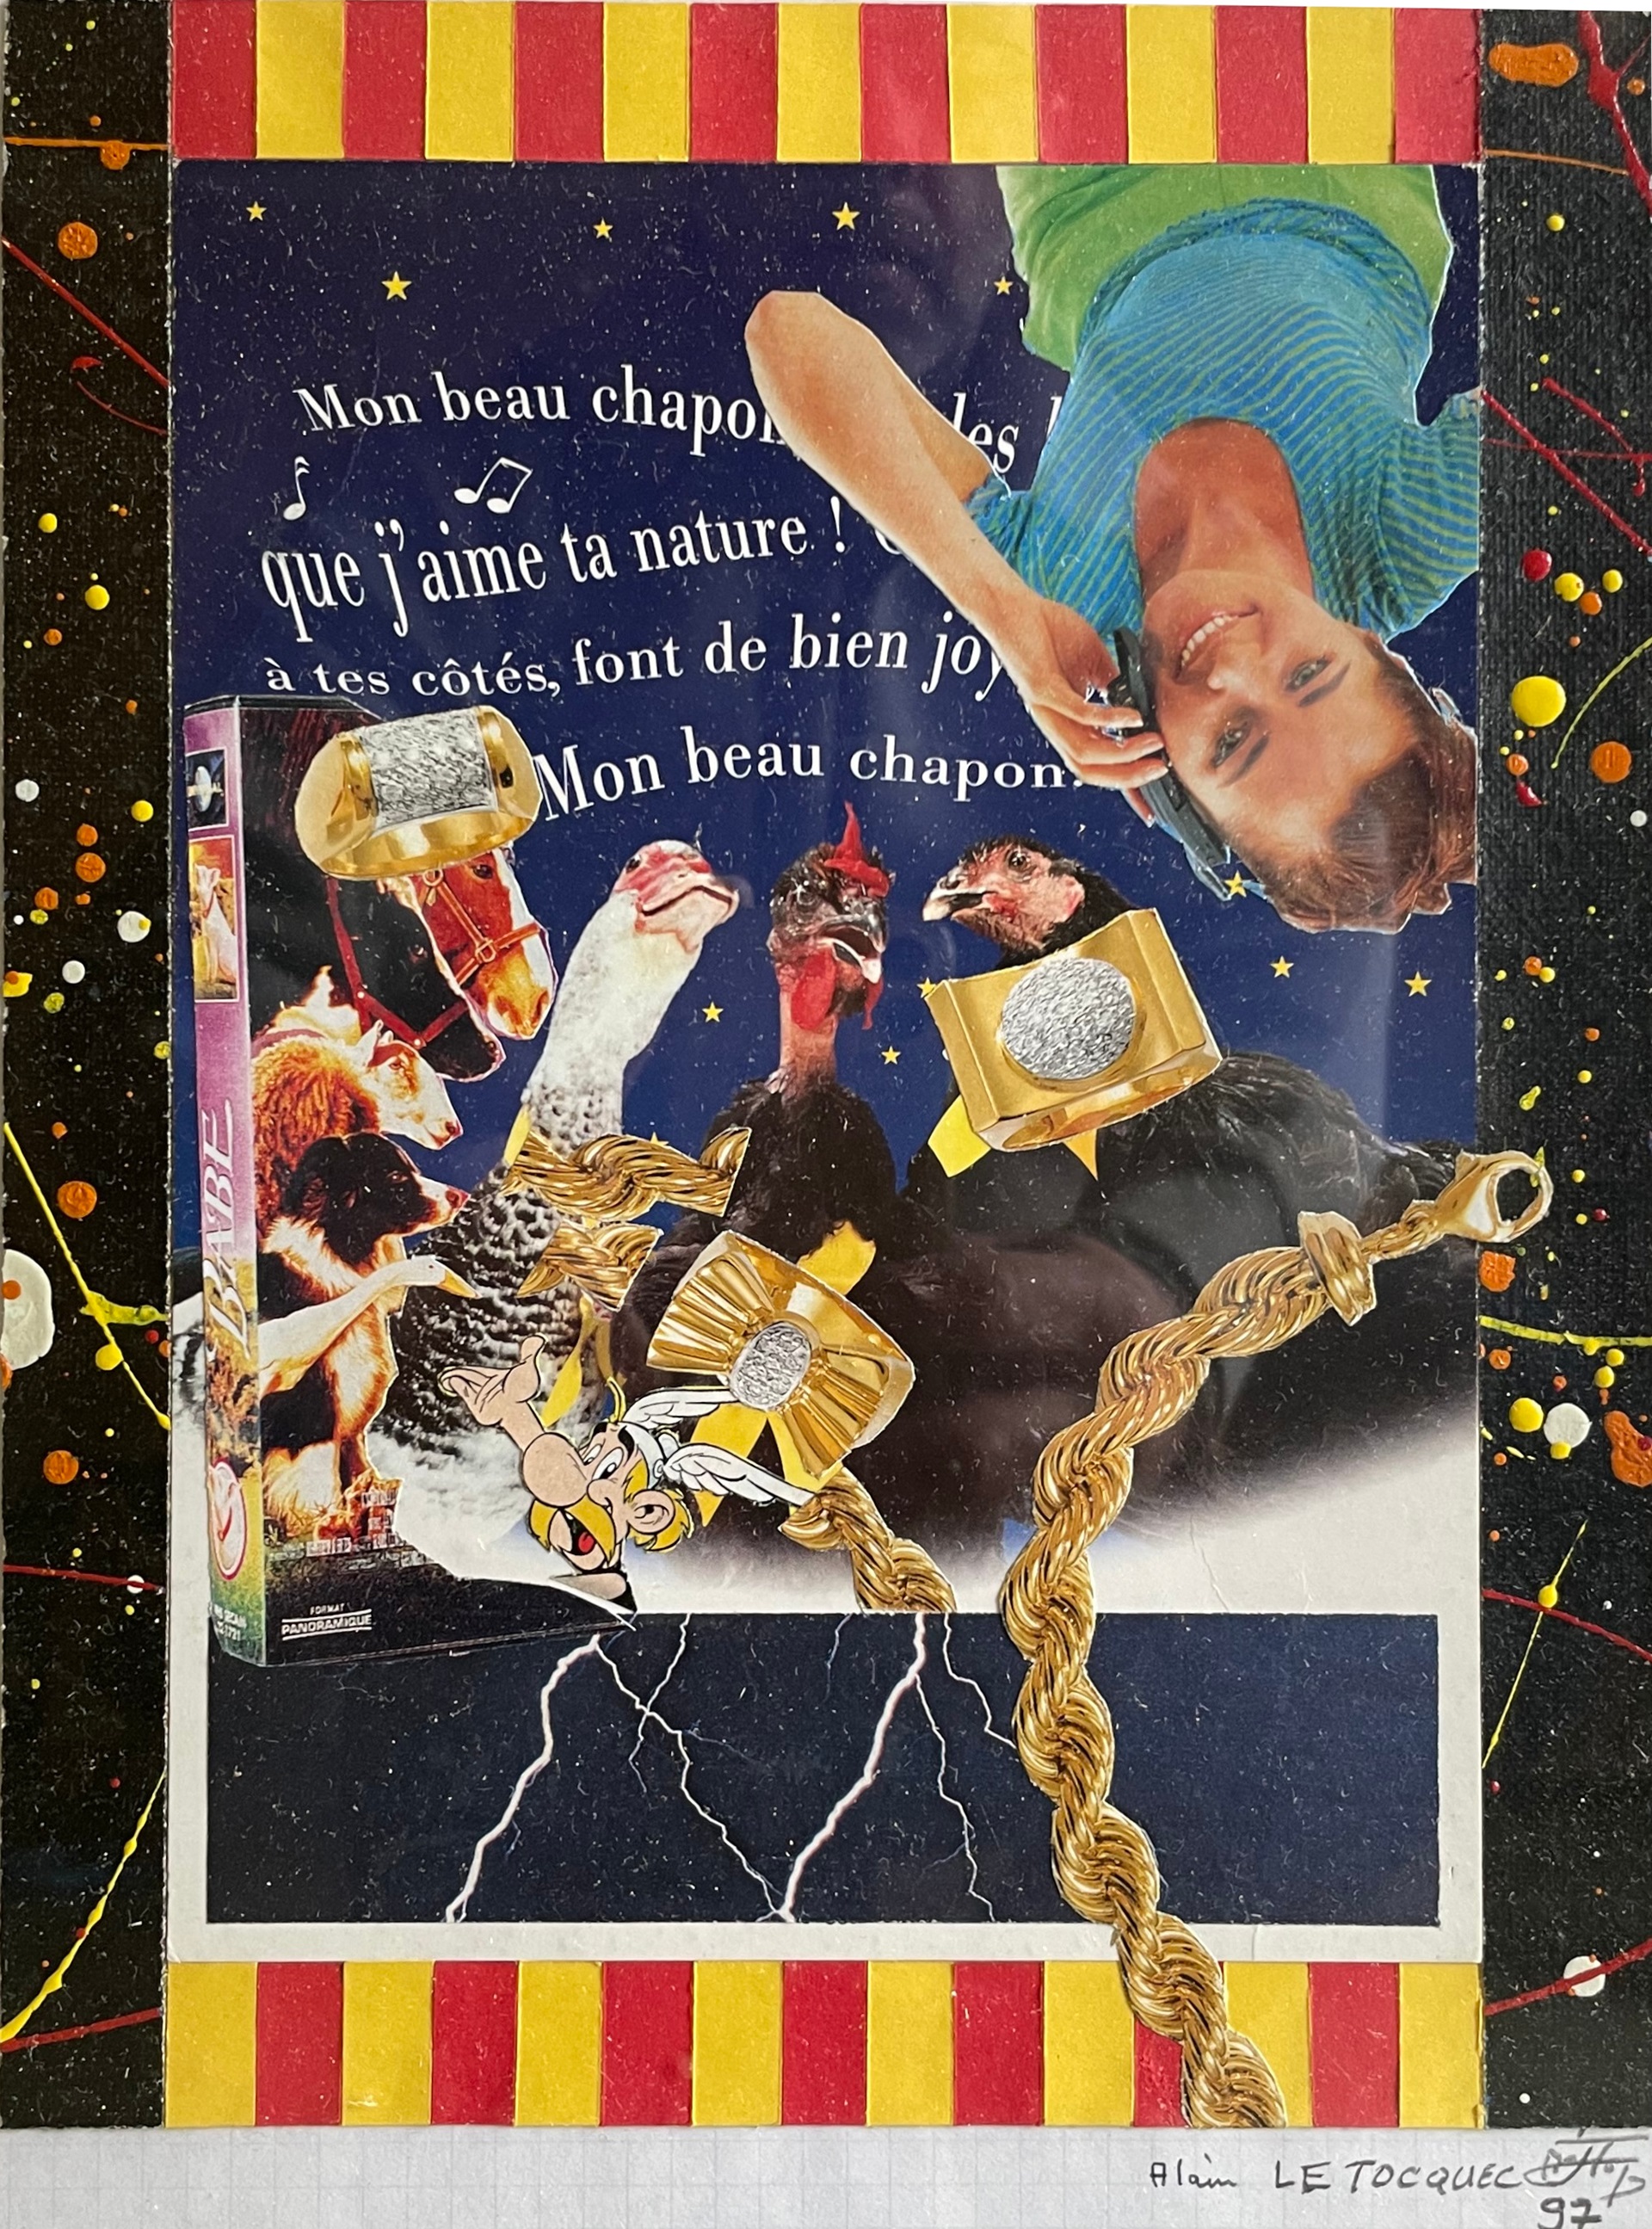 Mon beau chapon des
que j'aime ta nature !
à tes côtés, font de bien joy
Mon beau chapon
BABE
FORMAT
PANORAMIQUE
Alain LE TOCQUEC
97